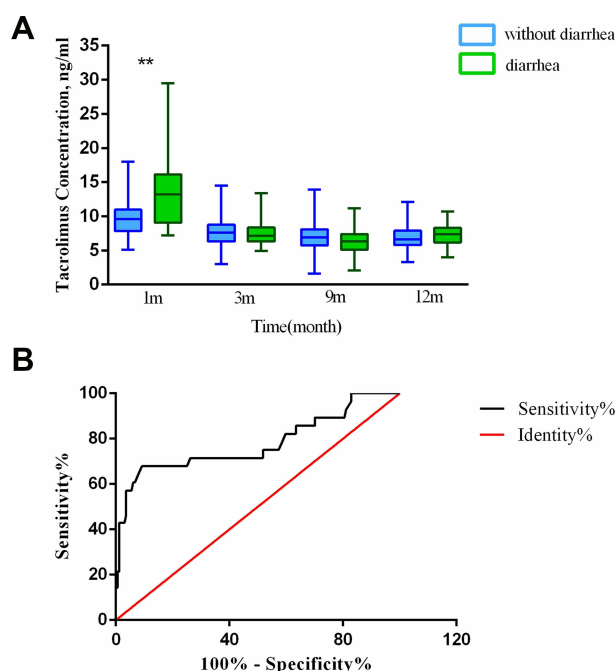 A
without diarrhea
diarrhea
**
35
30
25
20
15
10
5
0
Tacrolimus Concentration, ng/ml
1m 3m 9m 12m
Time(month)
B
Sensitivity%
Identity%
100
80
60
40
20
0
Sensitivity%
0 40 80 120
100% - Specificity%